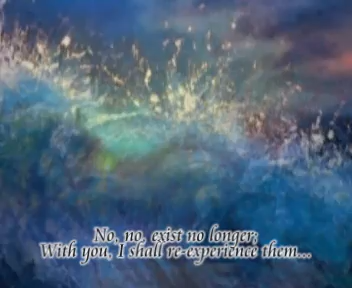 No, no, exist no longer;
With you, I shall re-experience them...